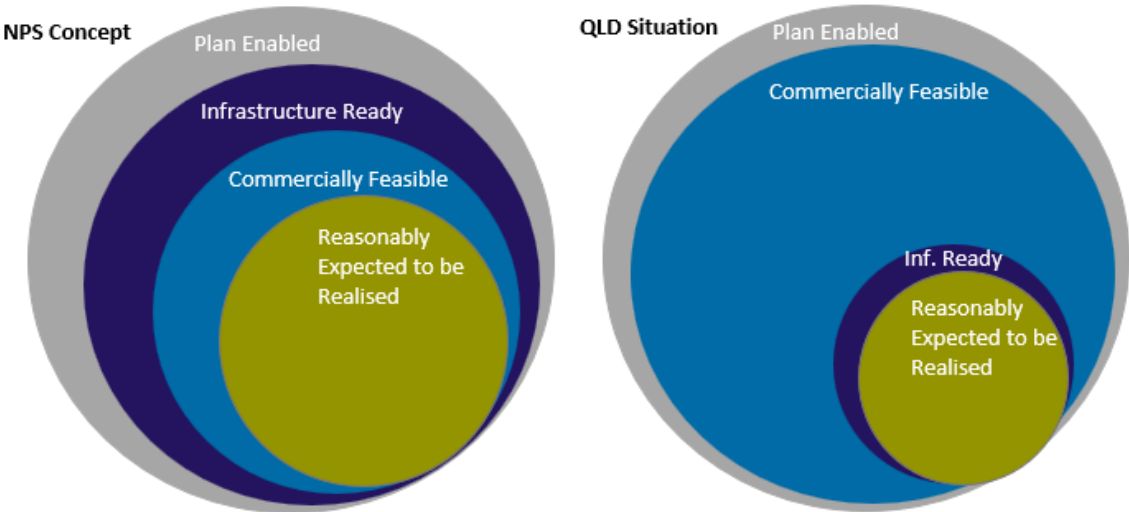 NPS Concept
Plan Enabled
Infrastructure Ready
Commercially Feasible
Reasonably
Expected to be
Realised
QLD Situation
Plan Enabled
Commercially Feasible
Inf. Ready
Reasonably
Expected to be
Realised